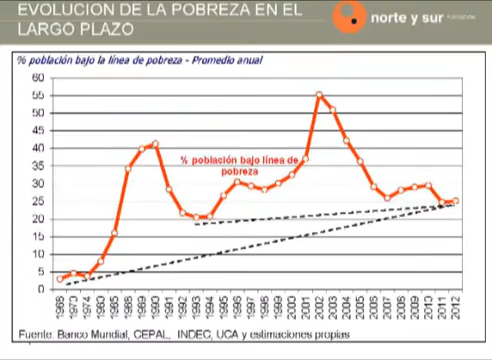 EVOLUCION DE LA POBREZA EN EL
LARGO PLAZO
norte y sur
% población bajo la línea de pobreza - Promedio anual
60
55
50
45
40
35
30
25
20
15
10
5
0
% población bajo línea de
pobreza
1965 1970 1974 1980 1985 1988 1989 1990 1991 1992 1993 1994 1995 1996 1998 1999 2000 2001 2002 2003 2004 2005 2006 2007 2008 2009 2010 2011 2012
Fuente: Banco Mundial, CEPAL, INDEC, UCA y estimaciones propias